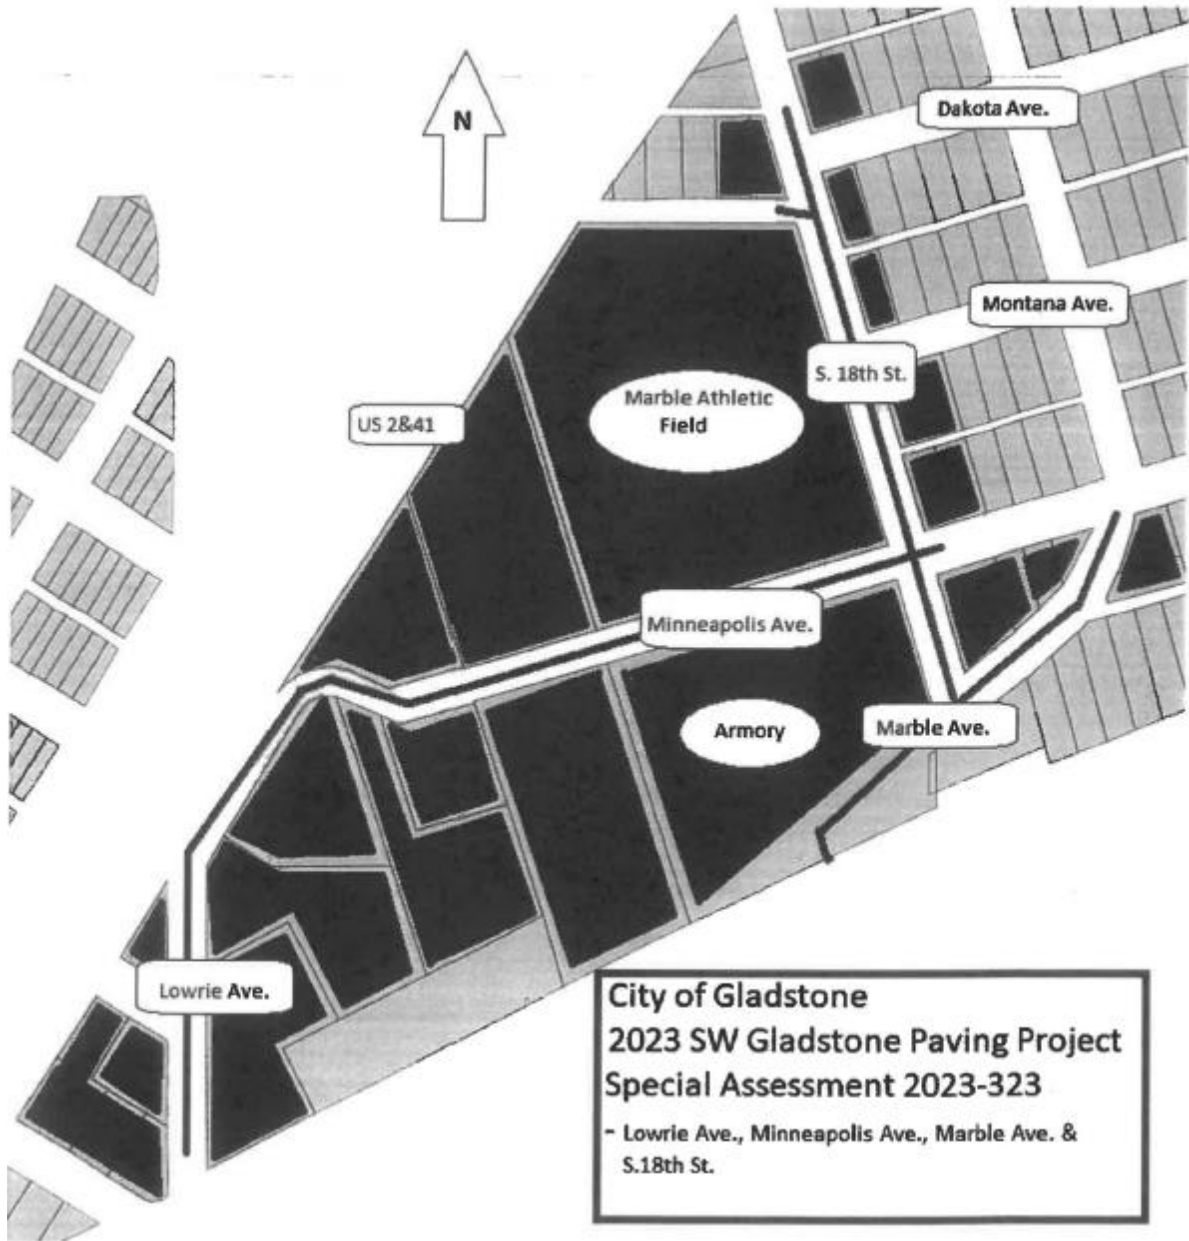 N
Dakota Ave.
Montana Ave.
S. 18th St.
Marble Athletic
Field
US 2&41
Minneapolis Ave.
Armory
Marble Ave.
Lowrie Ave.
City of Gladstone
2023 SW Gladstone Paving Project
Special Assessment 2023-323
- Lowrie Ave., Minneapolis Ave., Marble Ave. &
S.18th St.